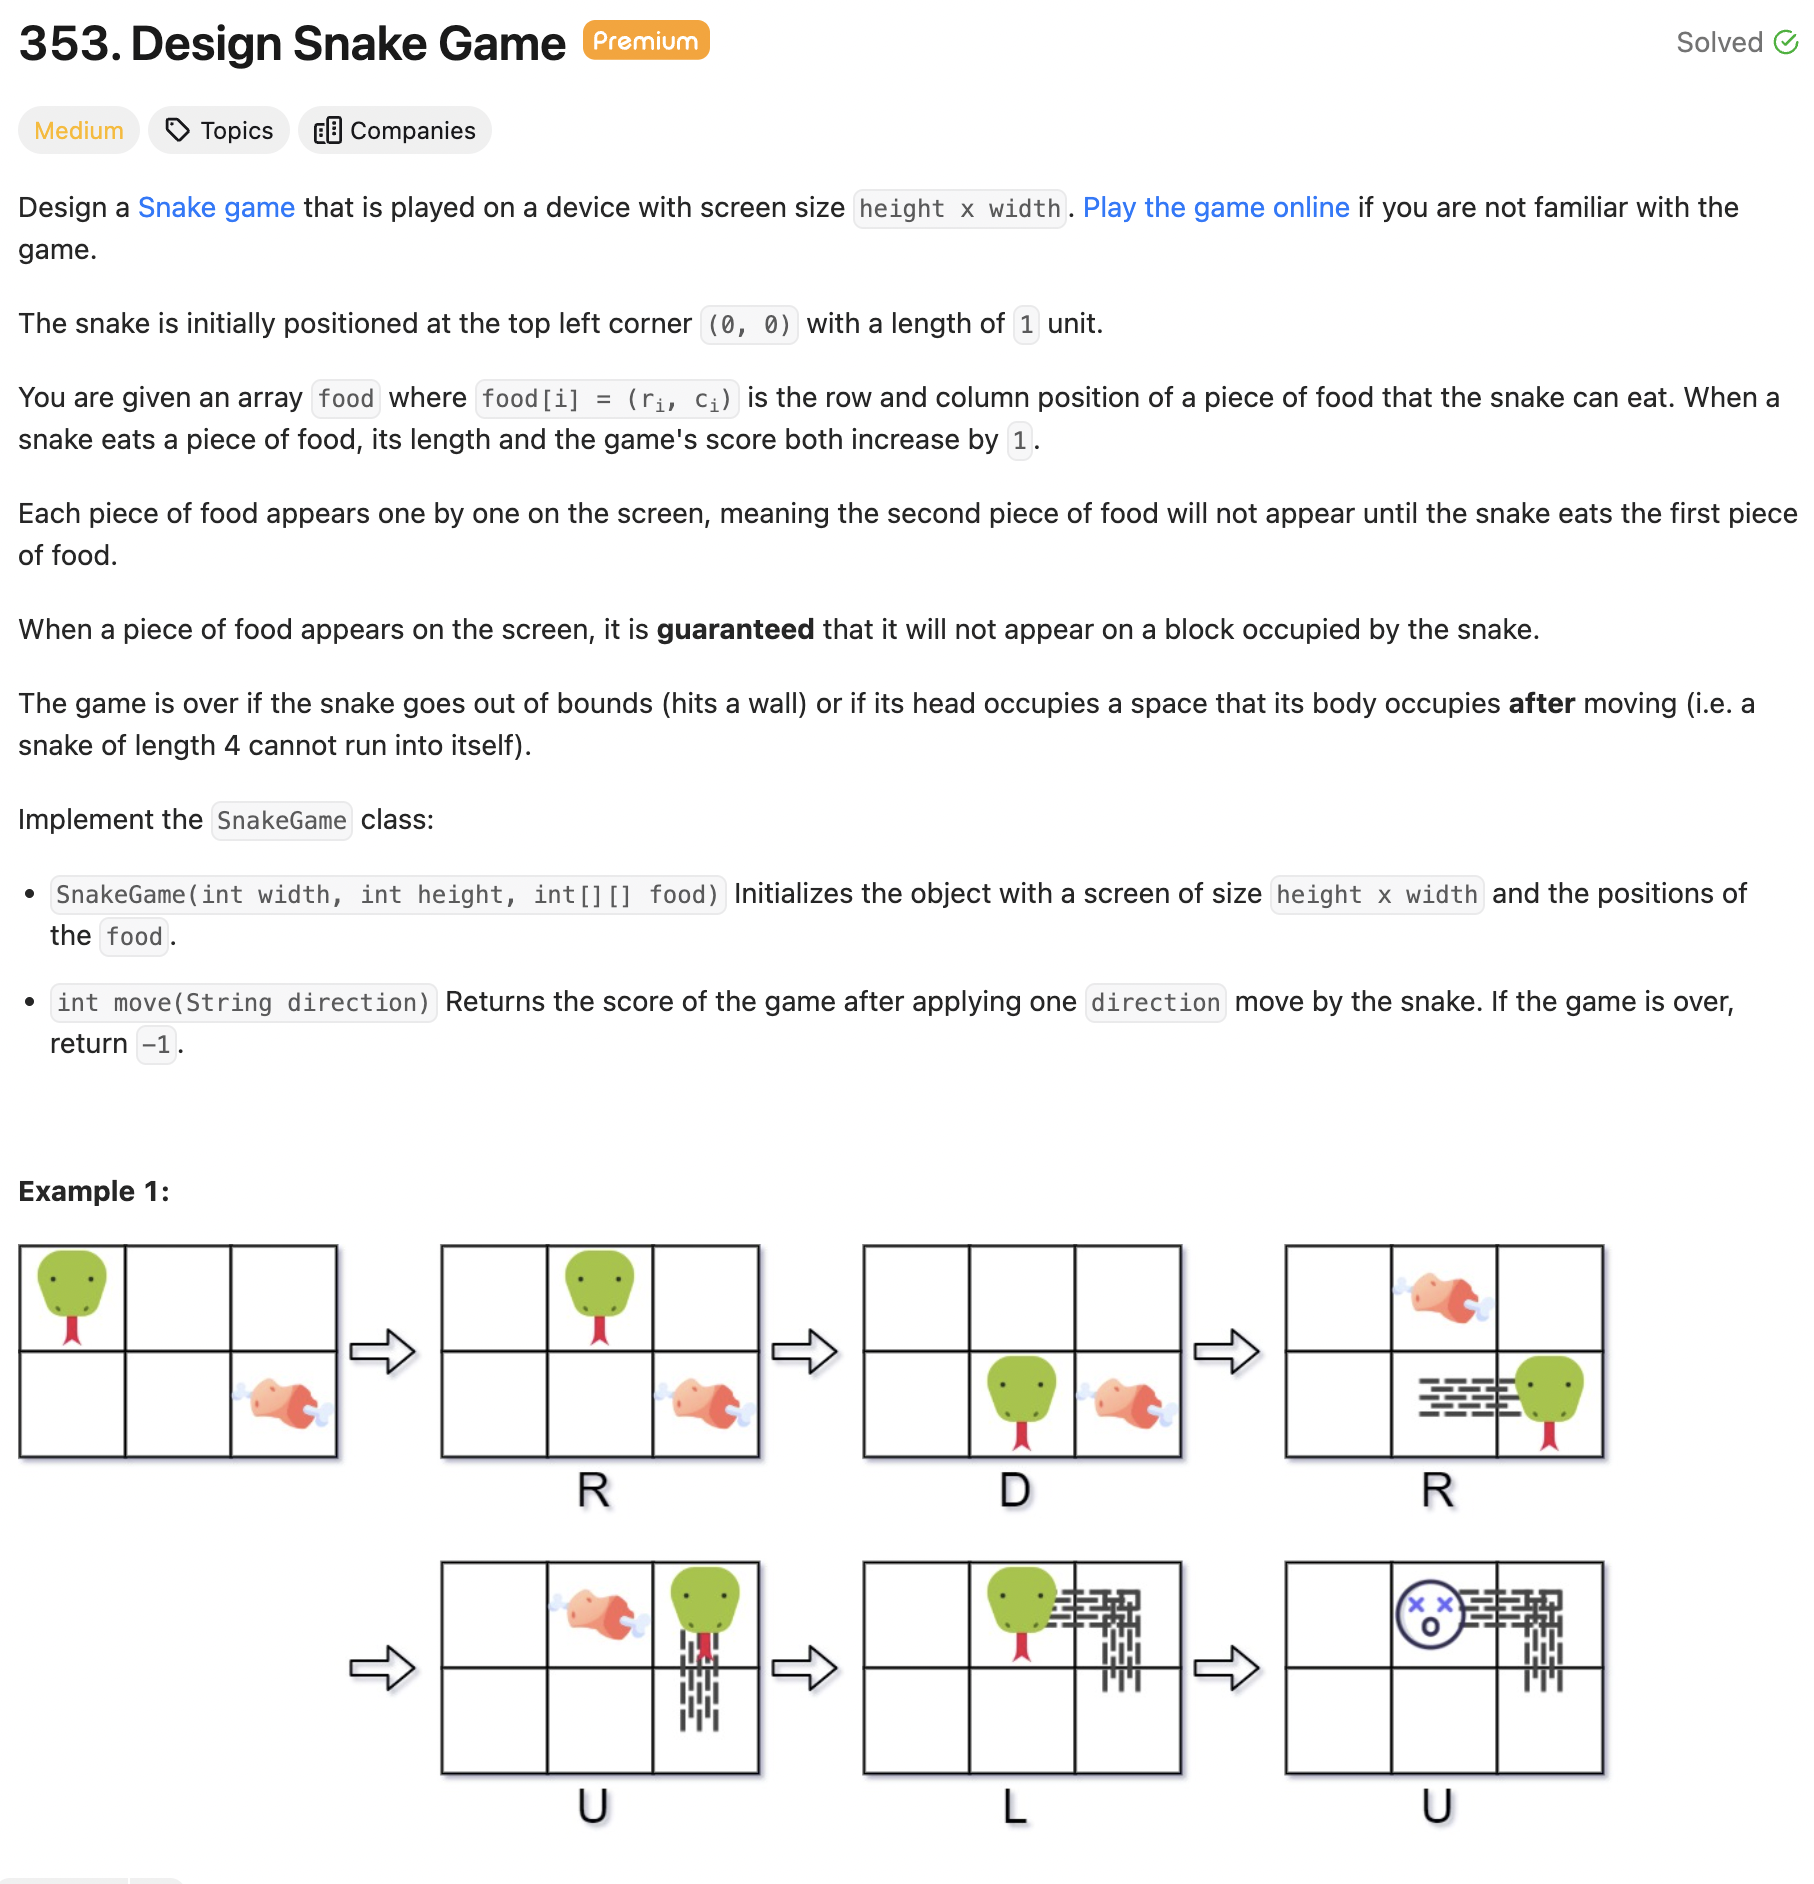 353. Design Snake Game Premium Solved
Medium Topics Companies
Design a Snake game that is played on a device with screen size height x width. Play the game online if you are not familiar with the
game.
The snake is initially positioned at the top left corner (0, 0) with a length of 1 unit.
You are given an array food where food[i] = (ri, ci) is the row and column position of a piece of food that the snake can eat. When a
snake eats a piece of food, its length and the game's score both increase by 1.
Each piece of food appears one by one on the screen, meaning the second piece of food will not appear until the snake eats the first piece
of food.
When a piece of food appears on the screen, it is guaranteed that it will not appear on a block occupied by the snake.
The game is over if the snake goes out of bounds (hits a wall) or if its head occupies a space that its body occupies after moving (i.e. a
snake of length 4 cannot run into itself).
Implement the SnakeGame class:
• SnakeGame(int width, int height, int[][] food) Initializes the object with a screen of size height x width and the positions of
the food.
• int move(String direction) Returns the score of the game after applying one direction move by the snake. If the game is over,
return -1.
Example 1:
R D R
U L U